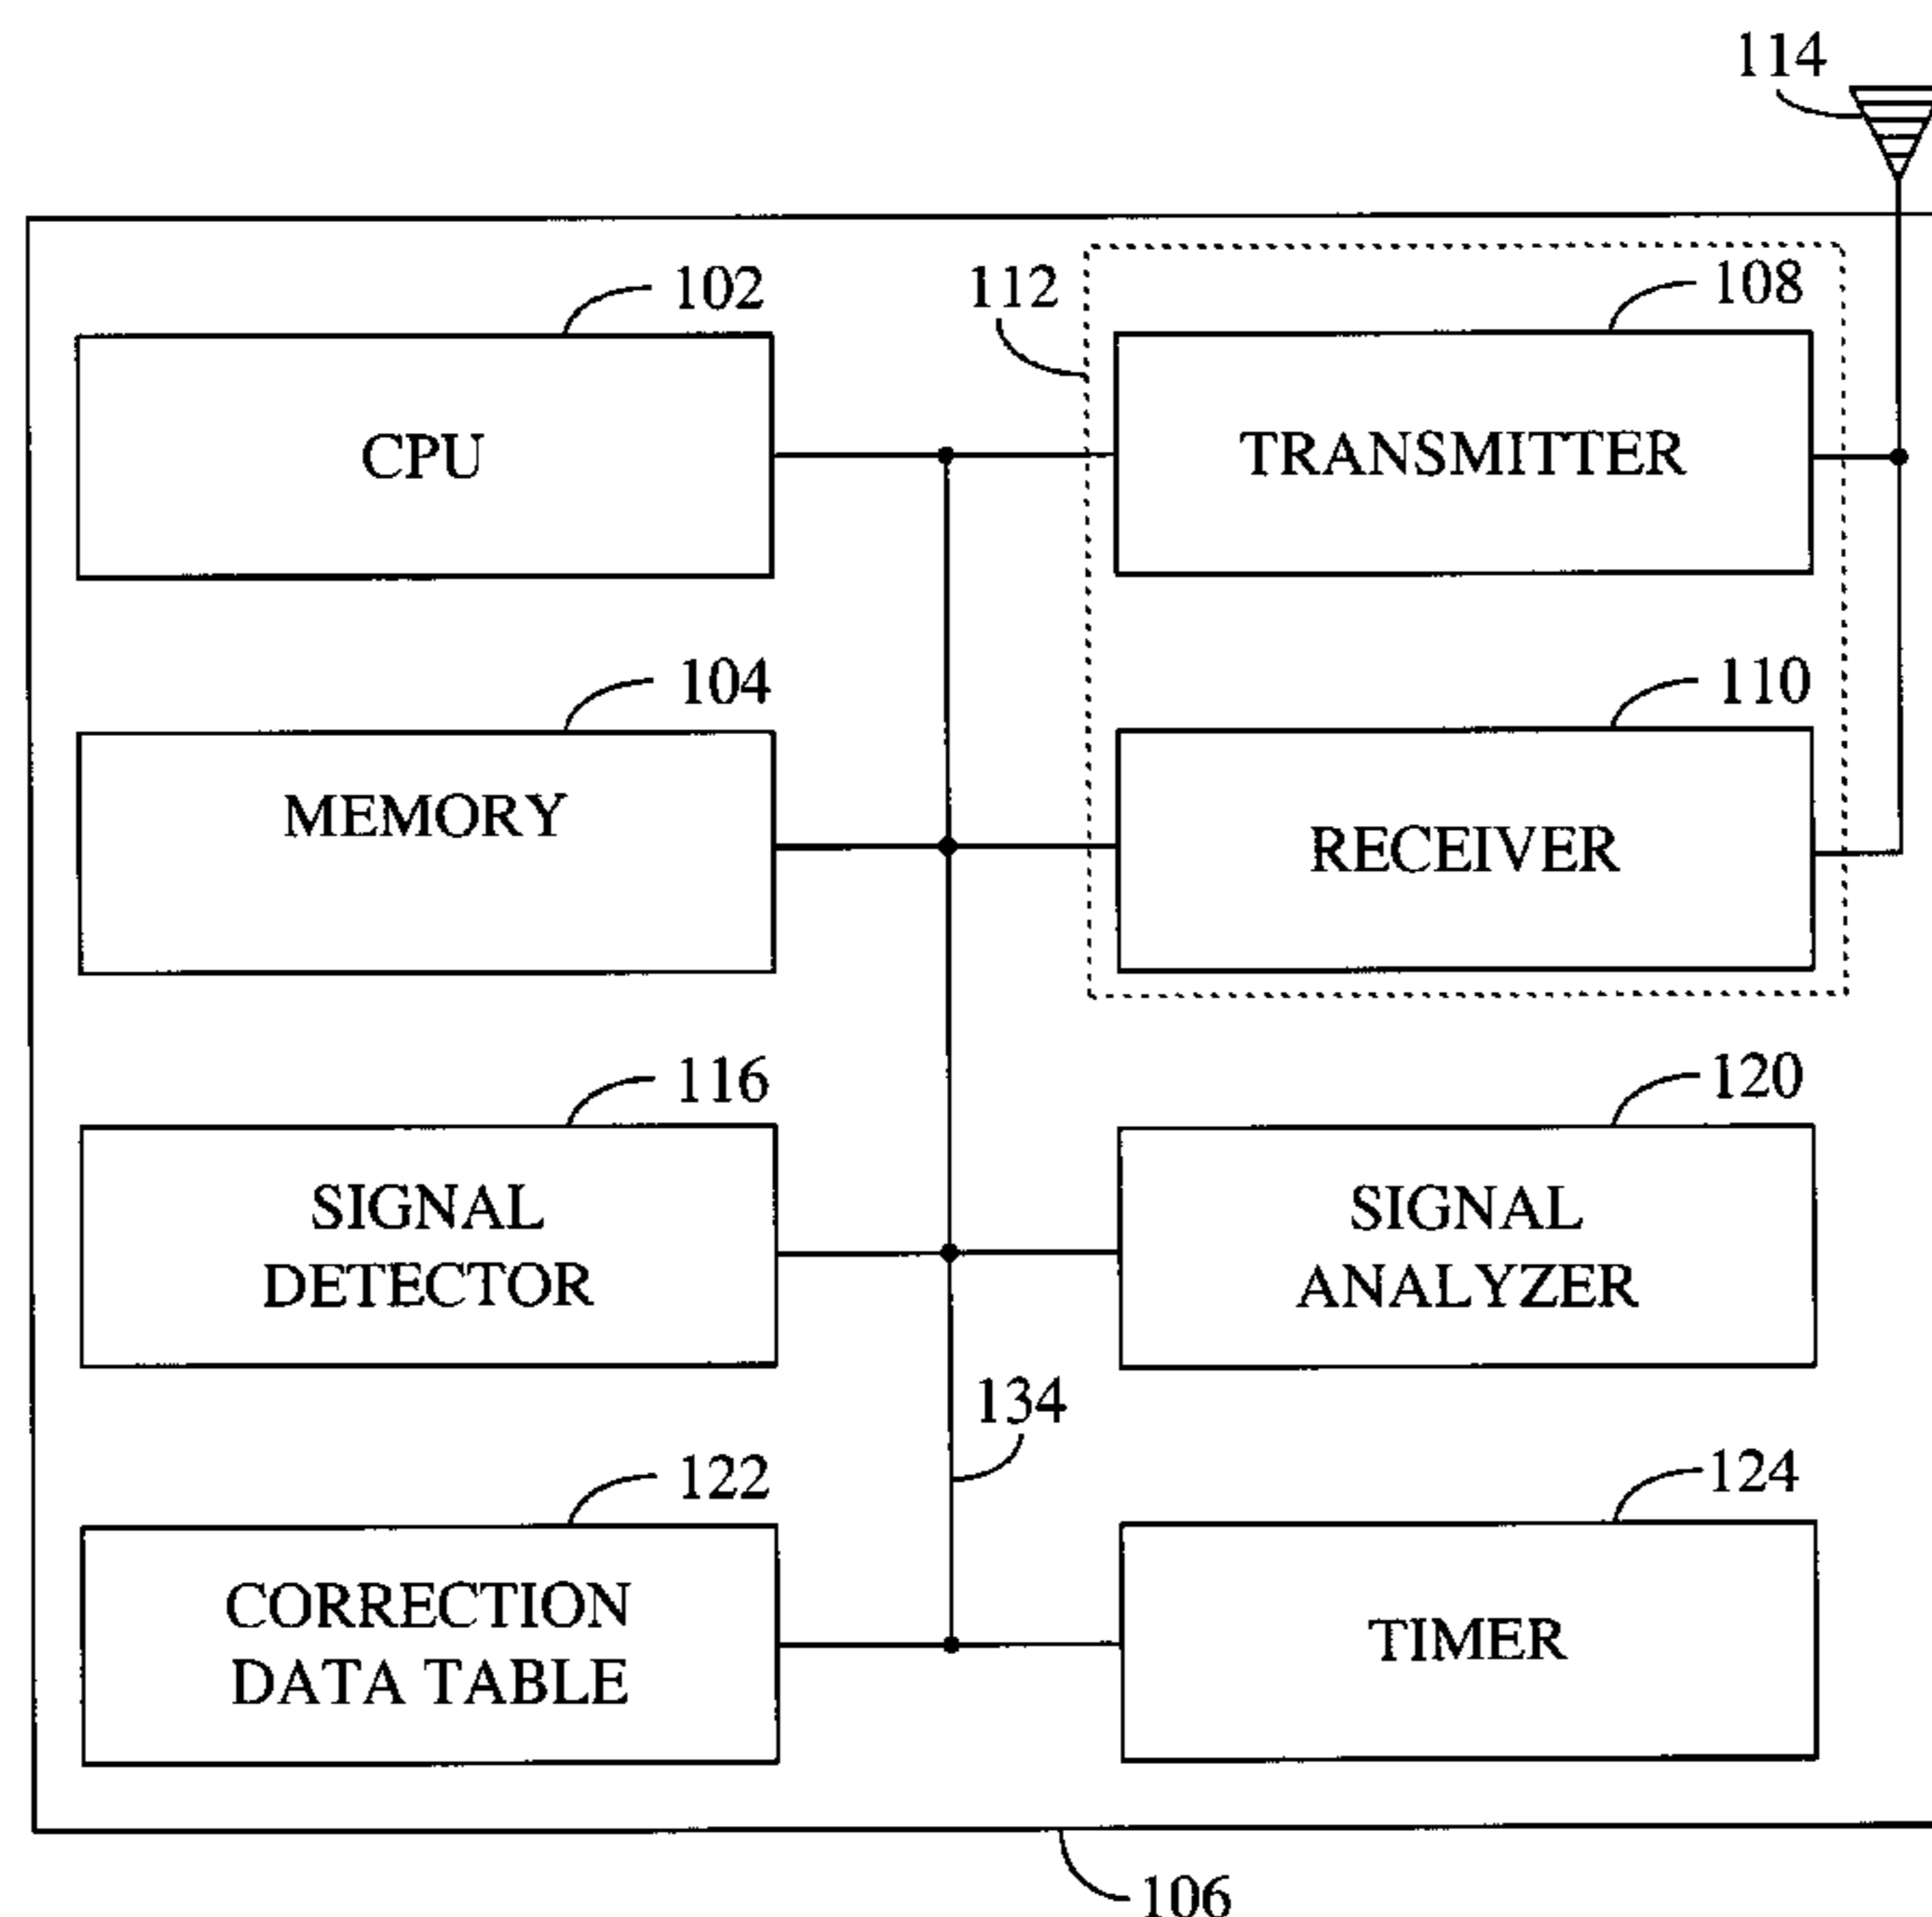 114
102
112
108
CPU
TRANSMITTER
104
110
MEMORY
RECEIVER
116
120
SIGNAL
DETECTOR
SIGNAL
ANALYZER
134
122
124
CORRECTION
DATA TABLE
TIMER
106